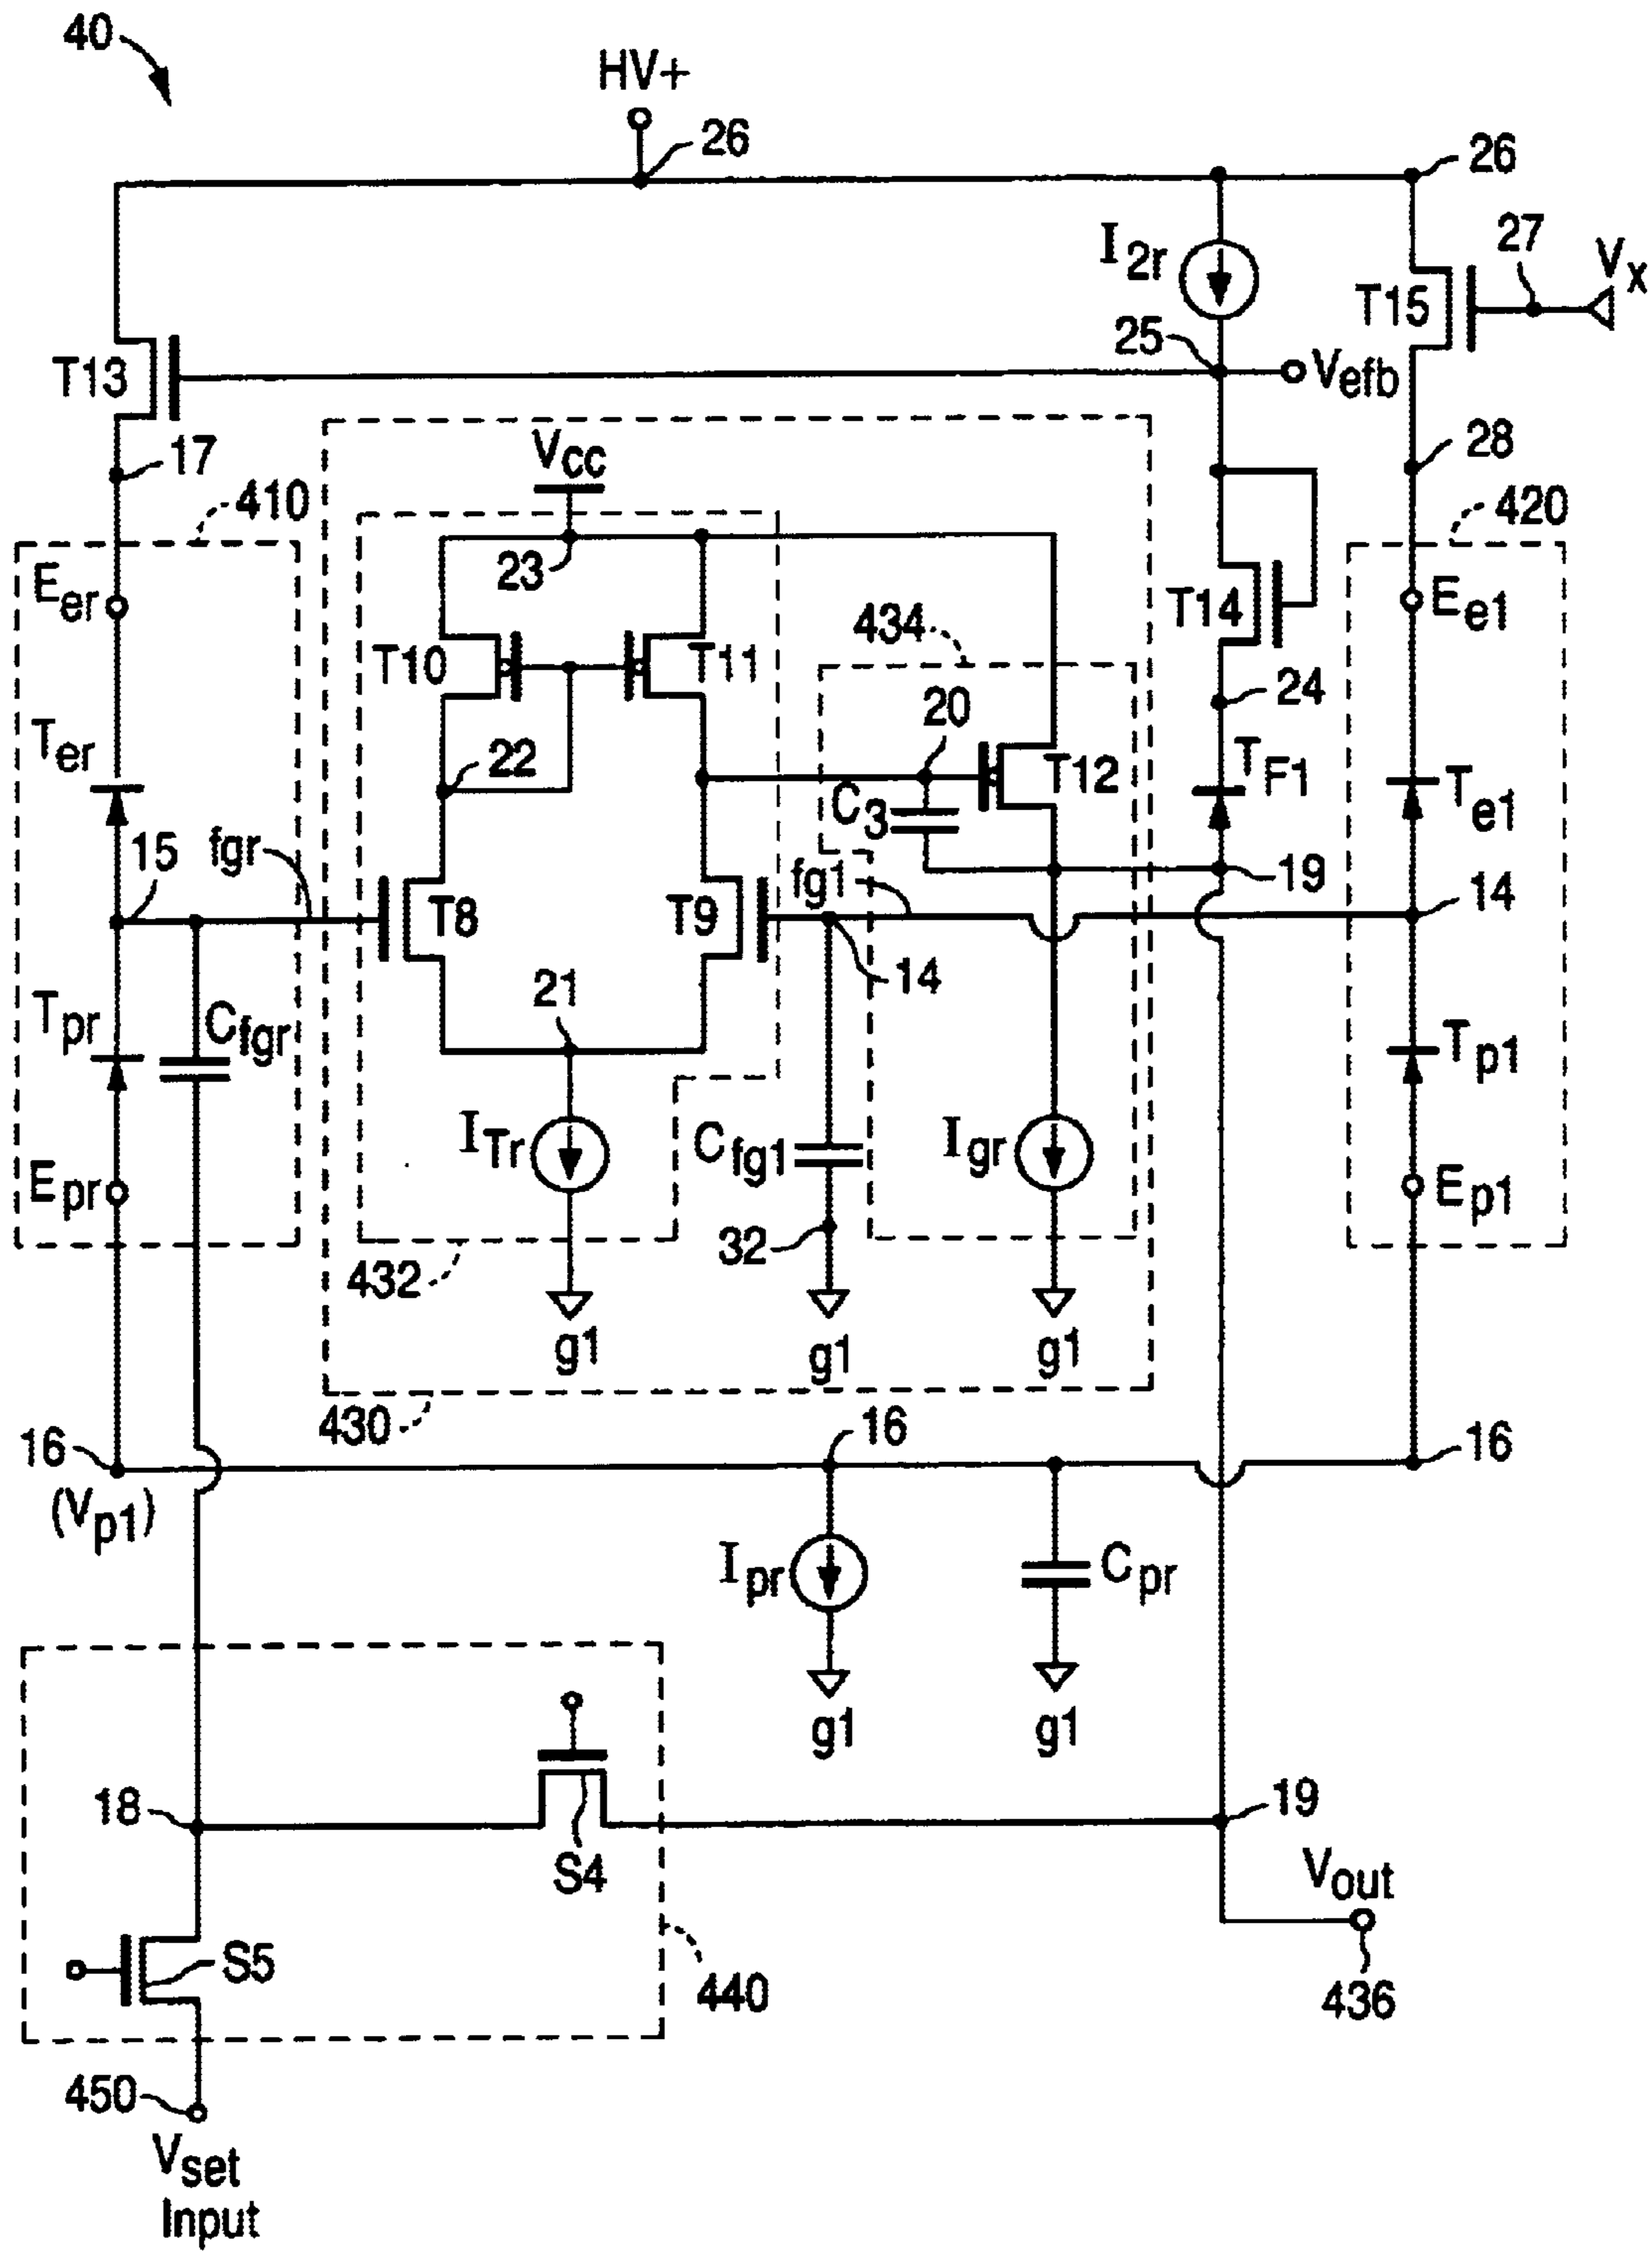 40
HV+
26
26
I2r
27
Vx
T15
25
Vefb
T13
17
28
Vcc
410
420
23
Eer
Ee1
T14
434
T10
T11
24
20
Ter
22
T12
TF1
Te1
C3
15
fgr
19
fg1
T8
T9
14
14
21
Tpr
Cfgr
Tp1
ITr
Cfg1
Igr
Epr
Ep1
32
432
g1
g1
g1
430
16
16
16
(Vp1)
Ipr
Cpr
g1
g1
18
19
S4
Vout
S5
440
436
450
Vset
Input